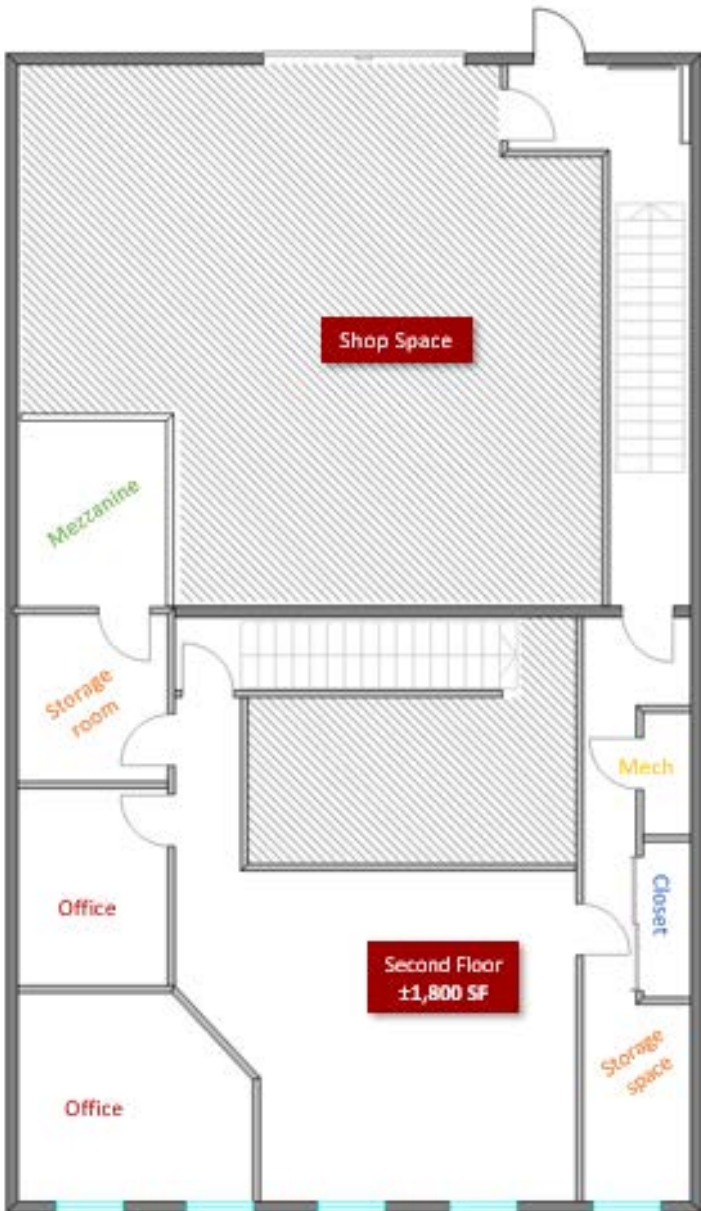 Shop Space
Mezzanine
Storage
room
Mech
Office
Closet
Second Floor
±1,800 SF
Storage
space
Office